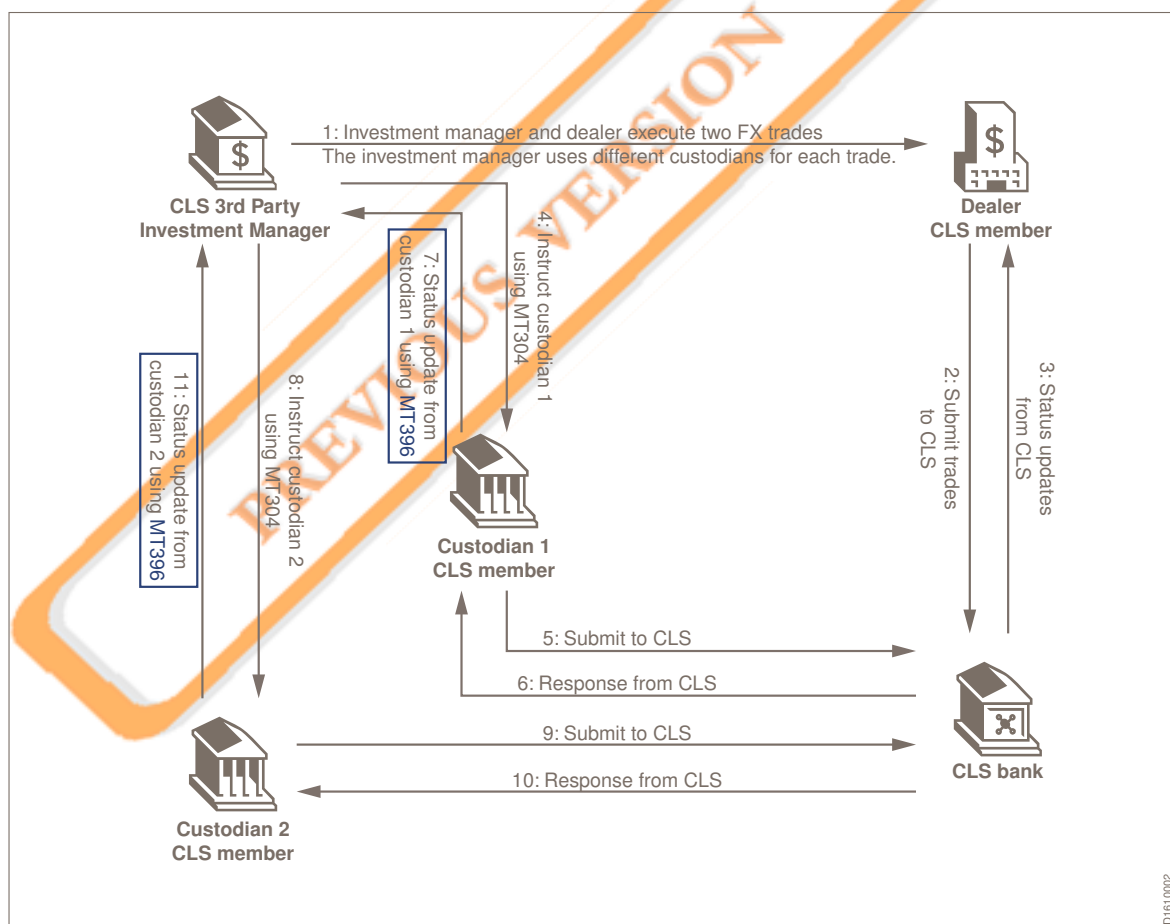 1: Investment manager and dealer execute two FX trades
The investment manager uses different custodians for each trade.
$
$
CLS 3rd Party
Investment Manager
Dealer
CLS member
4: Instruct custodian 1
using MT304
7: Status update from
custodian 1 using MT396
2: Submit trades
to CLS
3: Status updates
from CLS
8: Instruct custodian 2
using MT304
11: Status update from
custodian 2 using MT396
PREVIOUS VERSION
Custodian 1
CLS member
5: Submit to CLS
6: Response from CLS
9: Submit to CLS
10: Response from CLS
CLS bank
Custodian 2
CLS member
D1610002